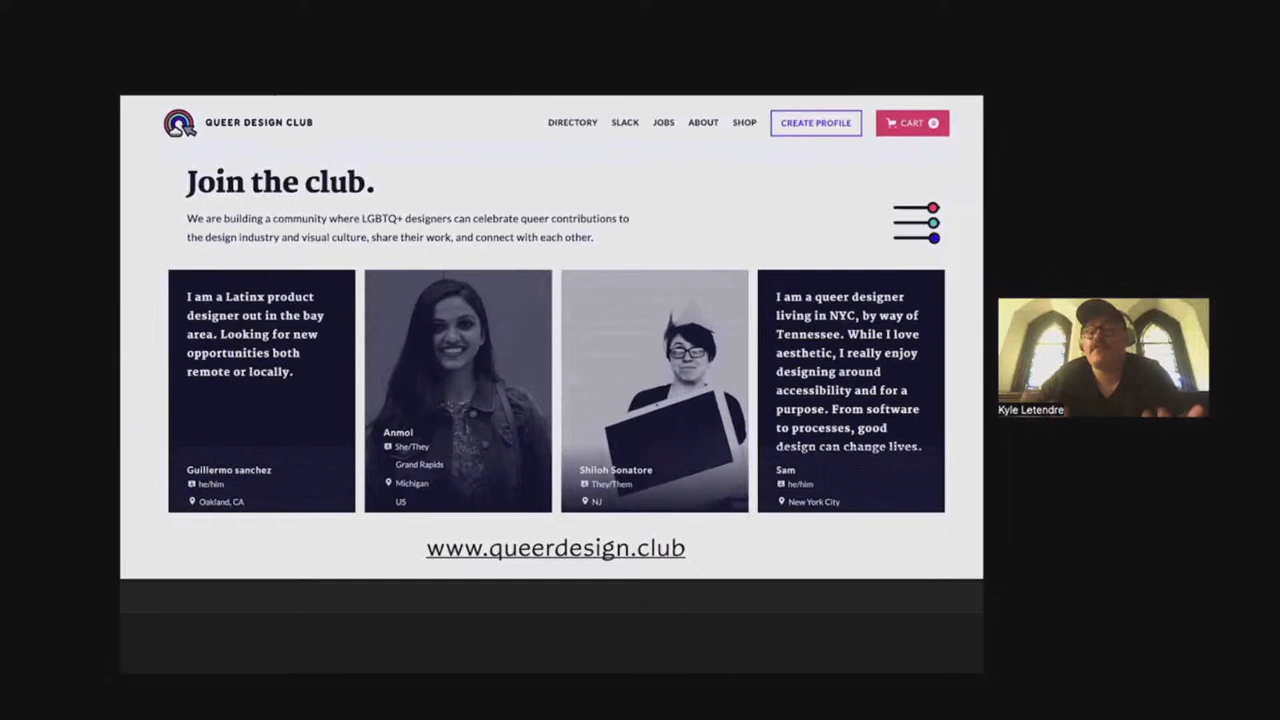 QUEER DESIGN CLUB
DIRECTORY
SLACK
JOBS
ABOUT
SHOP
CREATE PROFILE
CART 0
Join the club.
We are building a community where LGBTQ+ designers can celebrate queer contributions to
the design industry and visual culture, share their work, and connect with each other.
I am a Latinx product
designer out in the bay
area. Looking for new
opportunities both
remote or locally.
Guillermo sanchez
he/him
Oakland, CA
Anmol
She/They
Grand Rapids
Michigan
US
Shiloh Sonatore
They/Them
NJ
I am a queer designer
living in NYC, by way of
Tennessee. While I love
aesthetic, I really enjoy
designing around
accessibility and for a
purpose. From software
to processes, good
design can change lives.
Sam
he/him
New York City
www.queerdesign.club
Kyle Letendre